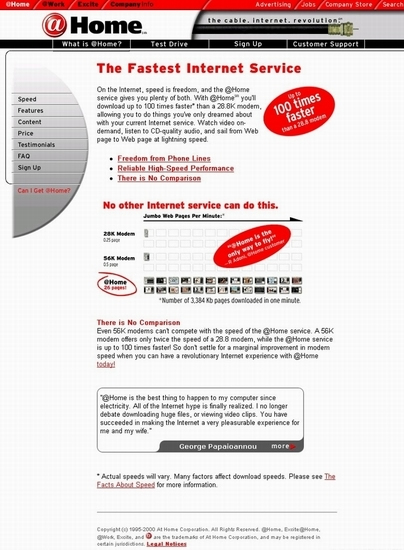 @Home @Work Excite Company Info Advertising / Jobs / Company Store / Search
@Home
the cable. internet. revolution.
What is @Home? Test Drive Sign Up Customer Support
The Fastest Internet Service
Speed
Features
Content
Price
Testimonials
FAQ
Sign Up
Can I Get @Home?
On the Internet, speed is freedom, and the @Home
service gives you plenty of both. With @Home℠ you'll
download up to 100 times faster* than a 28.8K modem,
allowing you to do things you've only dreamed about
with your current Internet service. Watch video on-
demand, listen to CD-quality audio, and sail from Web
page to Web page at lightning speed.
Up to
100 times
faster*
than a 28.8 modem
• Freedom from Phone Lines
• Reliable High-Speed Performance
• There is No Comparison
No other Internet service can do this.
Jumbo Web Pages Per Minute:*
28K Modem
0.25 page
56K Modem
0.5 page
@Home
26 pages!
"@Home is the
only way to fly!"
@Home customer
*Number of 3,384 Kb pages downloaded in one minute.
There is No Comparison
Even 56K modems can't compete with the speed of the @Home service. A 56K
modem offers only twice the speed of a 28.8 modem, while the @Home service
is up to 100 times faster! So don't settle for a marginal improvement in modem
speed when you can have a revolutionary Internet experience with @Home
today!
"@Home is the best thing to happen to my computer since
electricity. All of the Internet hype is finally realized. I no longer
debate downloading huge files, or viewing video clips. You have
succeeded in making the Internet a very pleasurable experience for
me and my wife."
George Papaioannou more
* Actual speeds will vary. Many factors affect download speeds. Please see The
Facts About Speed for more information.
Copyright (c) 1995-2000 At Home Corporation. All Rights Reserved. @Home, Excite@Home,
@Work, Excite, and @ are the trademarks of At Home Corporation, and may be registered in
certain jurisdictions. Legal Notices